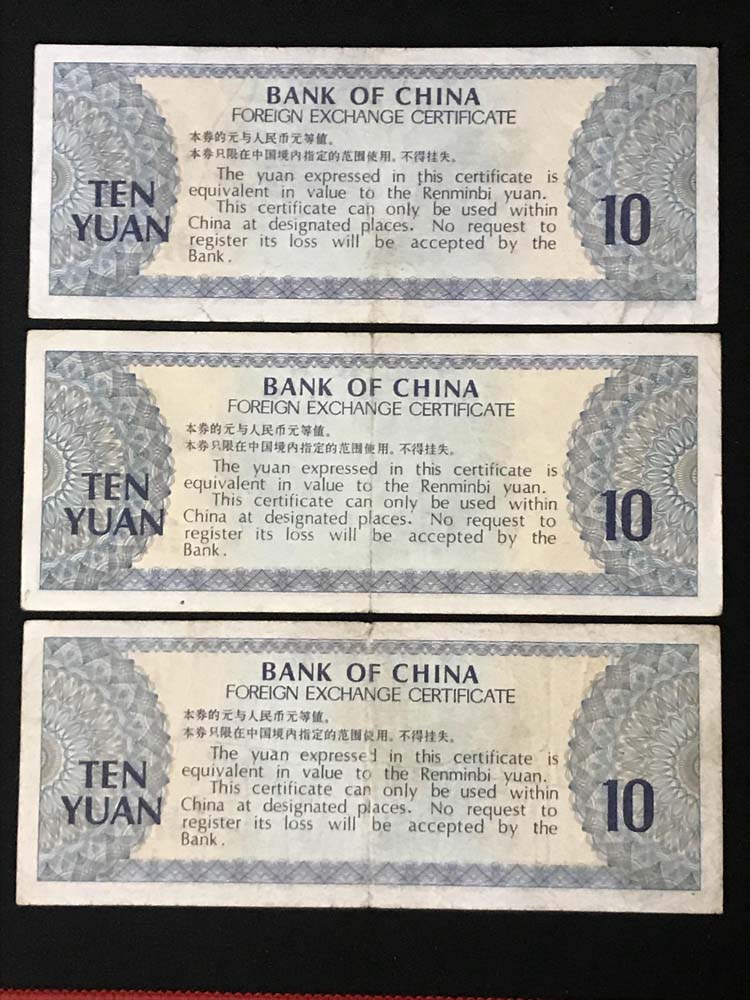 BANK OF CHINA
FOREIGN EXCHANGE CERTIFICATE
本券的元与人民币元等值。
本券只限在中国境内指定的范围使用。不得挂失。
The yuan expressed in this certificate is
equivalent in value to the Renminbi yuan.
This certificate can only be used within
China at designated places. No request to
register its loss will be accepted by the
Bank.
TEN
YUAN
10
BANK OF CHINA
FOREIGN EXCHANGE CERTIFICATE
本券的元与人民币元等值。
本券只限在中国境内指定的范围使用。不得挂失。
The yuan expressed in this certificate is
equivalent in value to the Renminbi yuan.
This certificate can only be used within
China at designated places. No request to
register its loss will be accepted by the
Bank.
TEN
YUAN
10
BANK OF CHINA
FOREIGN EXCHANGE CERTIFICATE
本券的元与人民币元等值。
本券只限在中国境内指定的范围使用。不得挂失。
The yuan expressed in this certificate is
equivalent in value to the Renminbi yuan.
This certificate can only be used within
China at designated places. No request to
register its loss will be accepted by the
Bank.
TEN
YUAN
10